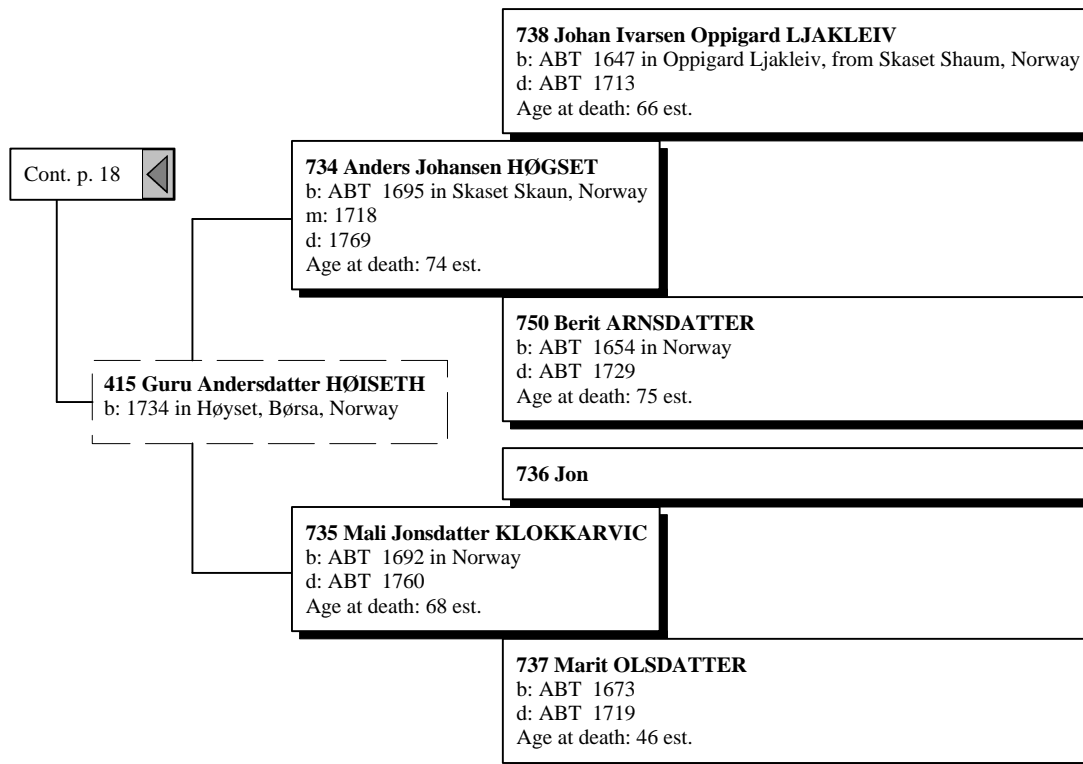 738 Johan Ivarsen Oppigard LJAKLEIV
b: ABT 1647 in Oppigard Ljakleiv, from Skaset Shaum, Norway
d: ABT 1713
Age at death: 66 est.
Cont. p. 18
734 Anders Johansen HØGSET
b: ABT 1695 in Skaset Skaun, Norway
m: 1718
d: 1769
Age at death: 74 est.
750 Berit ARNSDATTER
b: ABT 1654 in Norway
d: ABT 1729
Age at death: 75 est.
415 Guru Andersdatter HØISETH
b: 1734 in Høyset, Børsa, Norway
736 Jon
735 Mali Jonsdatter KLOKKARVIC
b: ABT 1692 in Norway
d: ABT 1760
Age at death: 68 est.
737 Marit OLSDATTER
b: ABT 1673
d: ABT 1719
Age at death: 46 est.